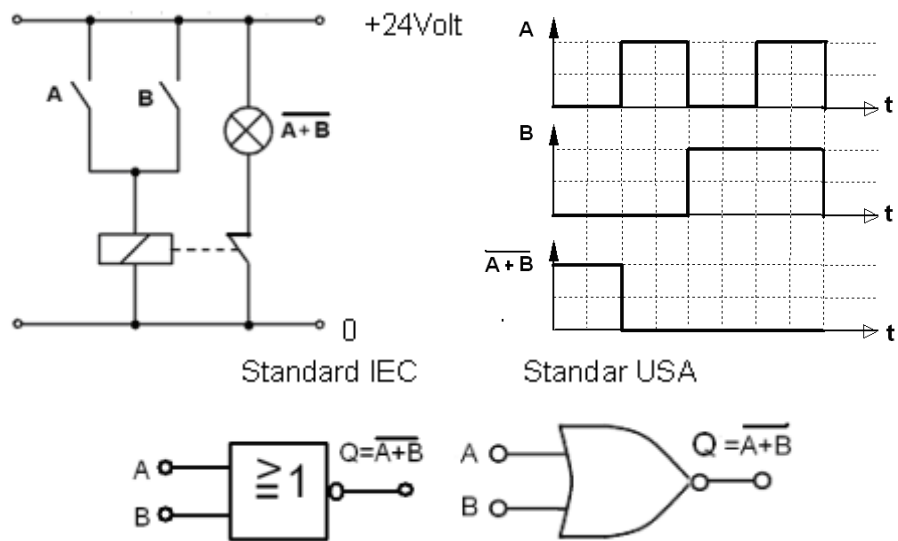 +24Volt
A
B
A+B
0
A
t
B
t
A+B
t
Standard IEC
Standar USA
A
B
≥1
Q=A+B
A
B
Q=A+B